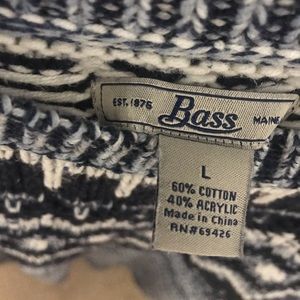 EST. 1876 Bass MAINE
L
60% COTTON
40% ACRYLIC
Made in China
RN#69426